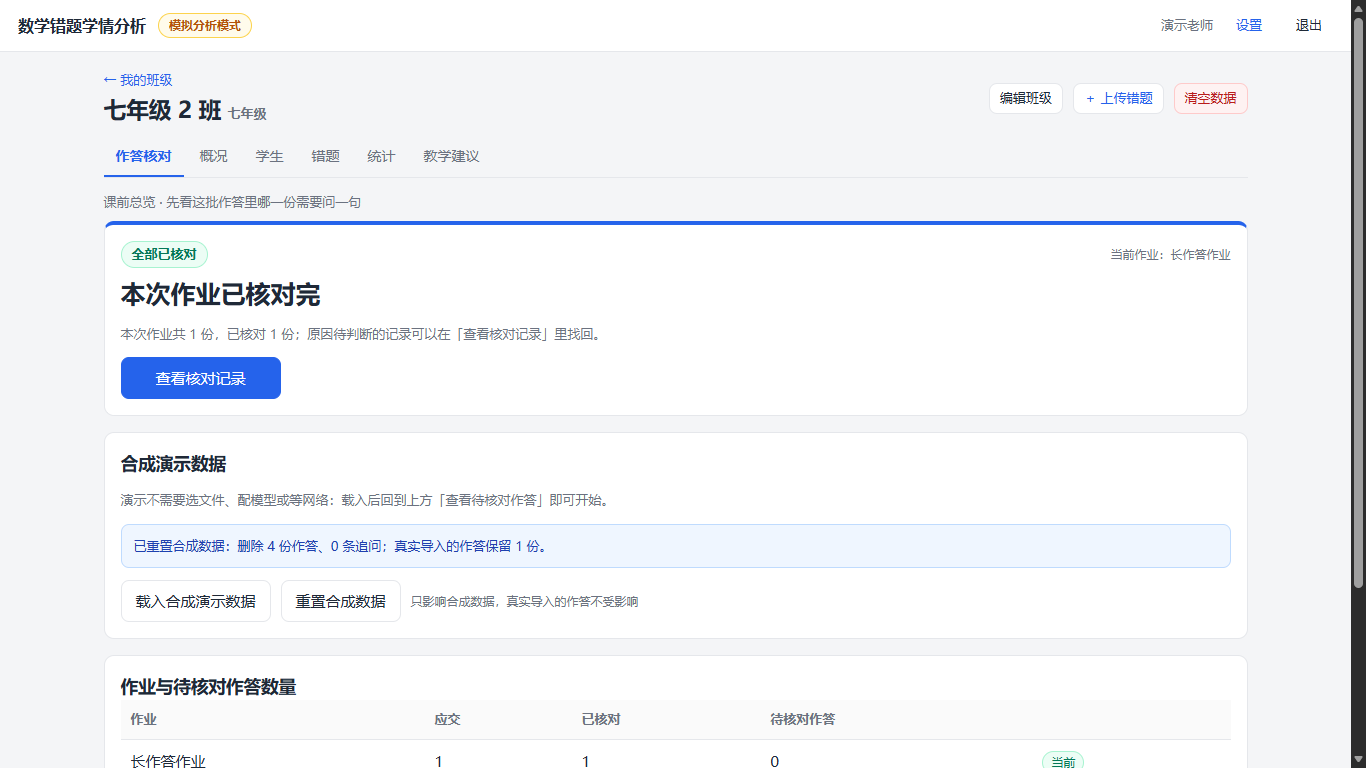 数学错题学情分析 模拟分析模式 演示老师 设置 退出
← 我的班级
七年级 2 班 七年级 编辑班级 + 上传错题 清空数据
作答核对 概况 学生 错题 统计 教学建议
课前总览 · 先看这批作答里哪一份需要问一句
全部已核对 当前作业：长作答作业
本次作业已核对完
本次作业共 1 份，已核对 1 份；原因待判断的记录可以在「查看核对记录」里找回。
查看核对记录
合成演示数据
演示不需要选文件、配模型或等网络：载入后回到上方「查看待核对作答」即可开始。
已重置合成数据：删除 4 份作答、0 条追问；真实导入的作答保留 1 份。
载入合成演示数据 重置合成数据 只影响合成数据，真实导入的作答不受影响
作业与待核对作答数量
作业 应交 已核对 待核对作答
长作答作业 1 1 0 当前